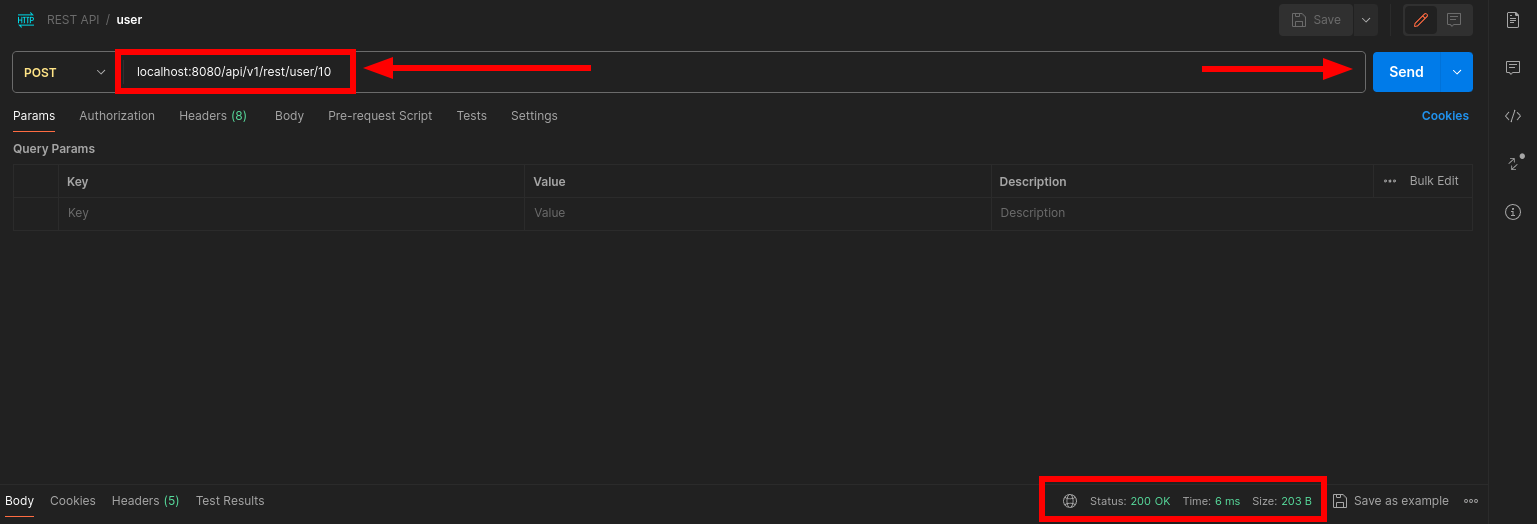 HTTP REST API / user Save
POST localhost:8080/api/v1/rest/user/10 Send
Params Authorization Headers (8) Body Pre-request Script Tests Settings Cookies
Query Params
Key Value Description ••• Bulk Edit
Key Value Description
Body Cookies Headers (5) Test Results Status: 200 OK Time: 6 ms Size: 203 B Save as example